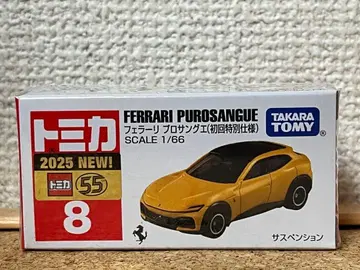 トミカ
2025 NEW!
トミカ 55
8
FERRARI PUROSANGUE
フェラーリ プロサングエ(初回特別仕様)
SCALE 1/66
TAKARA
TOMY
サスペンション